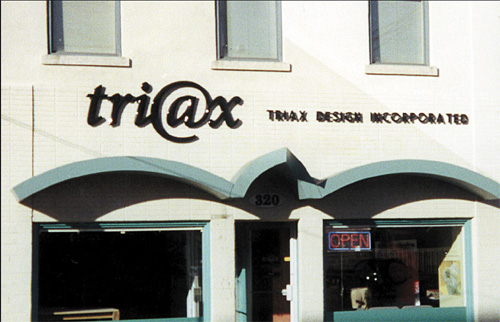 tri@x
TRIAX DESIGN INCORPORATED
320
OPEN